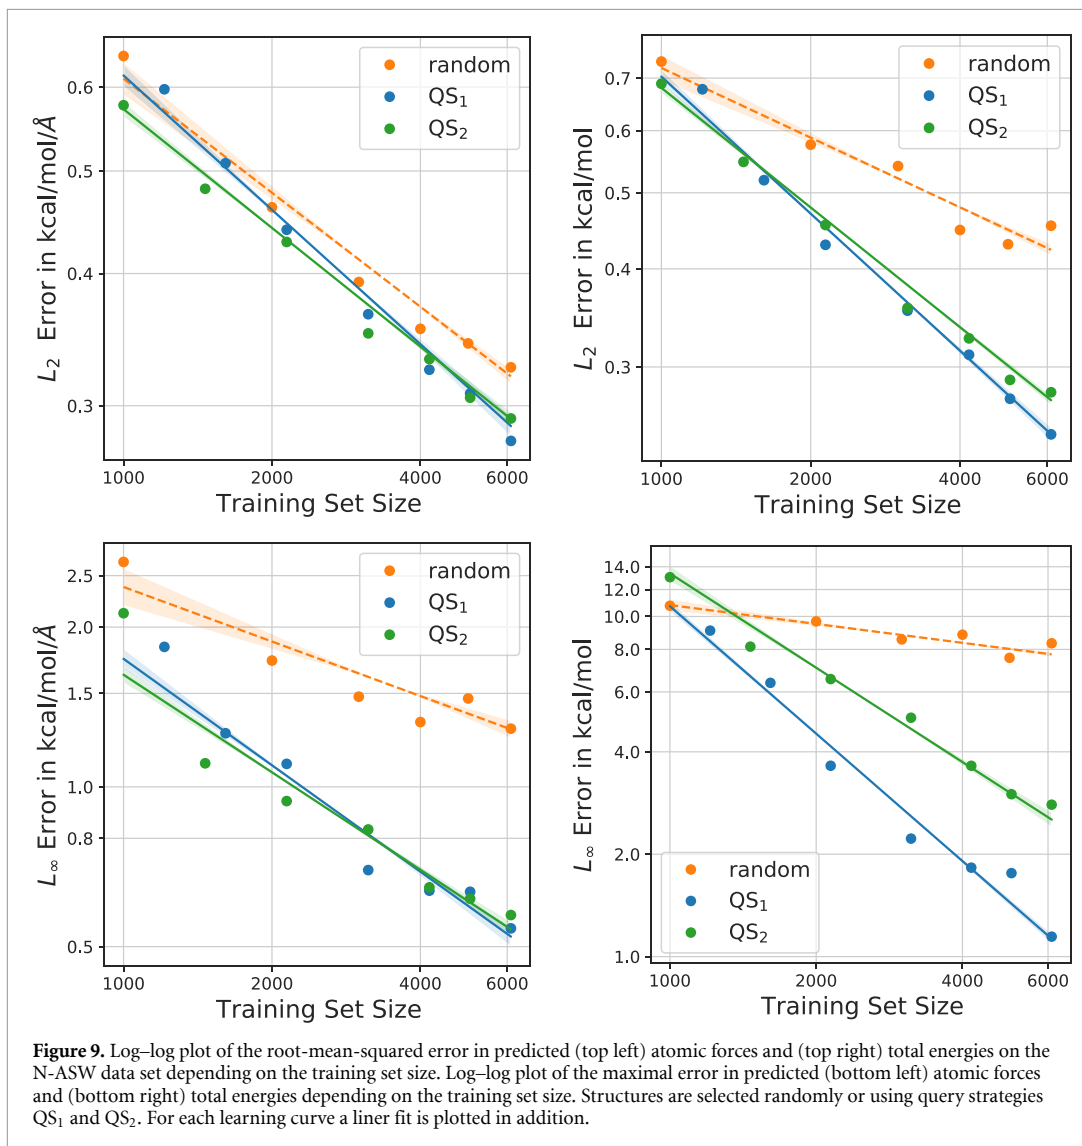 random
QS1
QS2
0.6
0.5
0.4
0.3
L2 Error in kcal/mol/Å
1000
2000
4000
6000
Training Set Size
random
QS1
QS2
0.7
0.6
0.5
0.4
0.3
L2 Error in kcal/mol
1000
2000
4000
6000
Training Set Size
random
QS1
QS2
2.5
2.0
1.5
1.0
0.8
0.5
L∞ Error in kcal/mol/Å
1000
2000
4000
6000
Training Set Size
14.0
12.0
10.0
8.0
6.0
4.0
2.0
1.0
L∞ Error in kcal/mol
random
QS1
QS2
1000
2000
4000
6000
Training Set Size
Figure 9. Log–log plot of the root-mean-squared error in predicted (top left) atomic forces and (top right) total energies on the
N-ASW data set depending on the training set size. Log–log plot of the maximal error in predicted (bottom left) atomic forces
and (bottom right) total energies depending on the training set size. Structures are selected randomly or using query strategies
QS1 and QS2. For each learning curve a liner fit is plotted in addition.